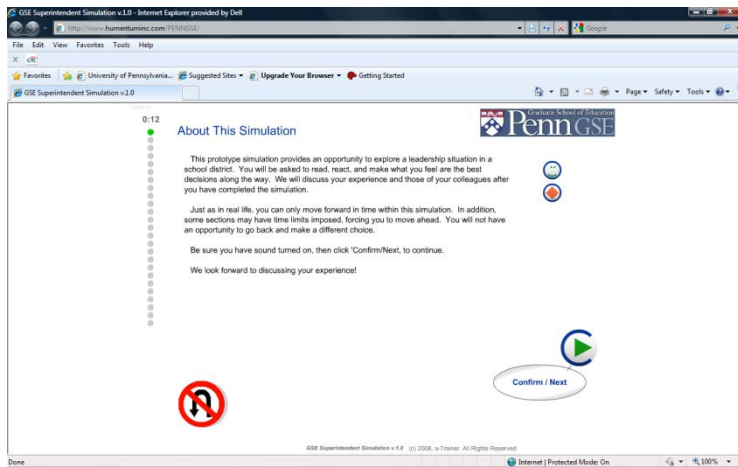 GSE Superintendent Simulation v.1.0 - Internet Explorer provided by Dell
http://www.humentuminc.com/PENNGSE/
Google
File Edit View Favorites Tools Help
x
Favorites University of Pennsylvania... Suggested Sites Upgrade Your Browser Getting Started
GSE Superintendent Simulation v.1.0
Page Safety Tools
0:12
Graduate School of Education
Penn GSE
About This Simulation
This prototype simulation provides an opportunity to explore a leadership situation in a
school district. You will be asked to read, react, and make what you feel are the best
decisions along the way. We will discuss your experience and those of your colleagues after
you have completed the simulation.
Just as in real life, you can only move forward in time within this simulation. In addition,
some sections may have time limits imposed, forcing you to move ahead. You will not have
an opportunity to go back and make a different choice.
Be sure you have sound turned on, then click 'Confirm/Next, to continue.
We look forward to discussing your experience!
Confirm / Next
GSE Superintendent Simulation v.1.0 (c) 2008, a-Trainer. All Rights Reserved.
Done
Internet | Protected Mode: On
100%